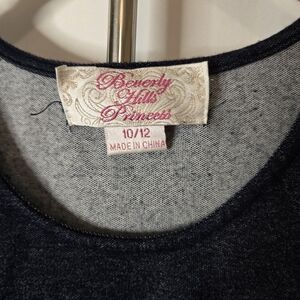 Beverly
Hills
Princess
10/12
MADE IN CHINA